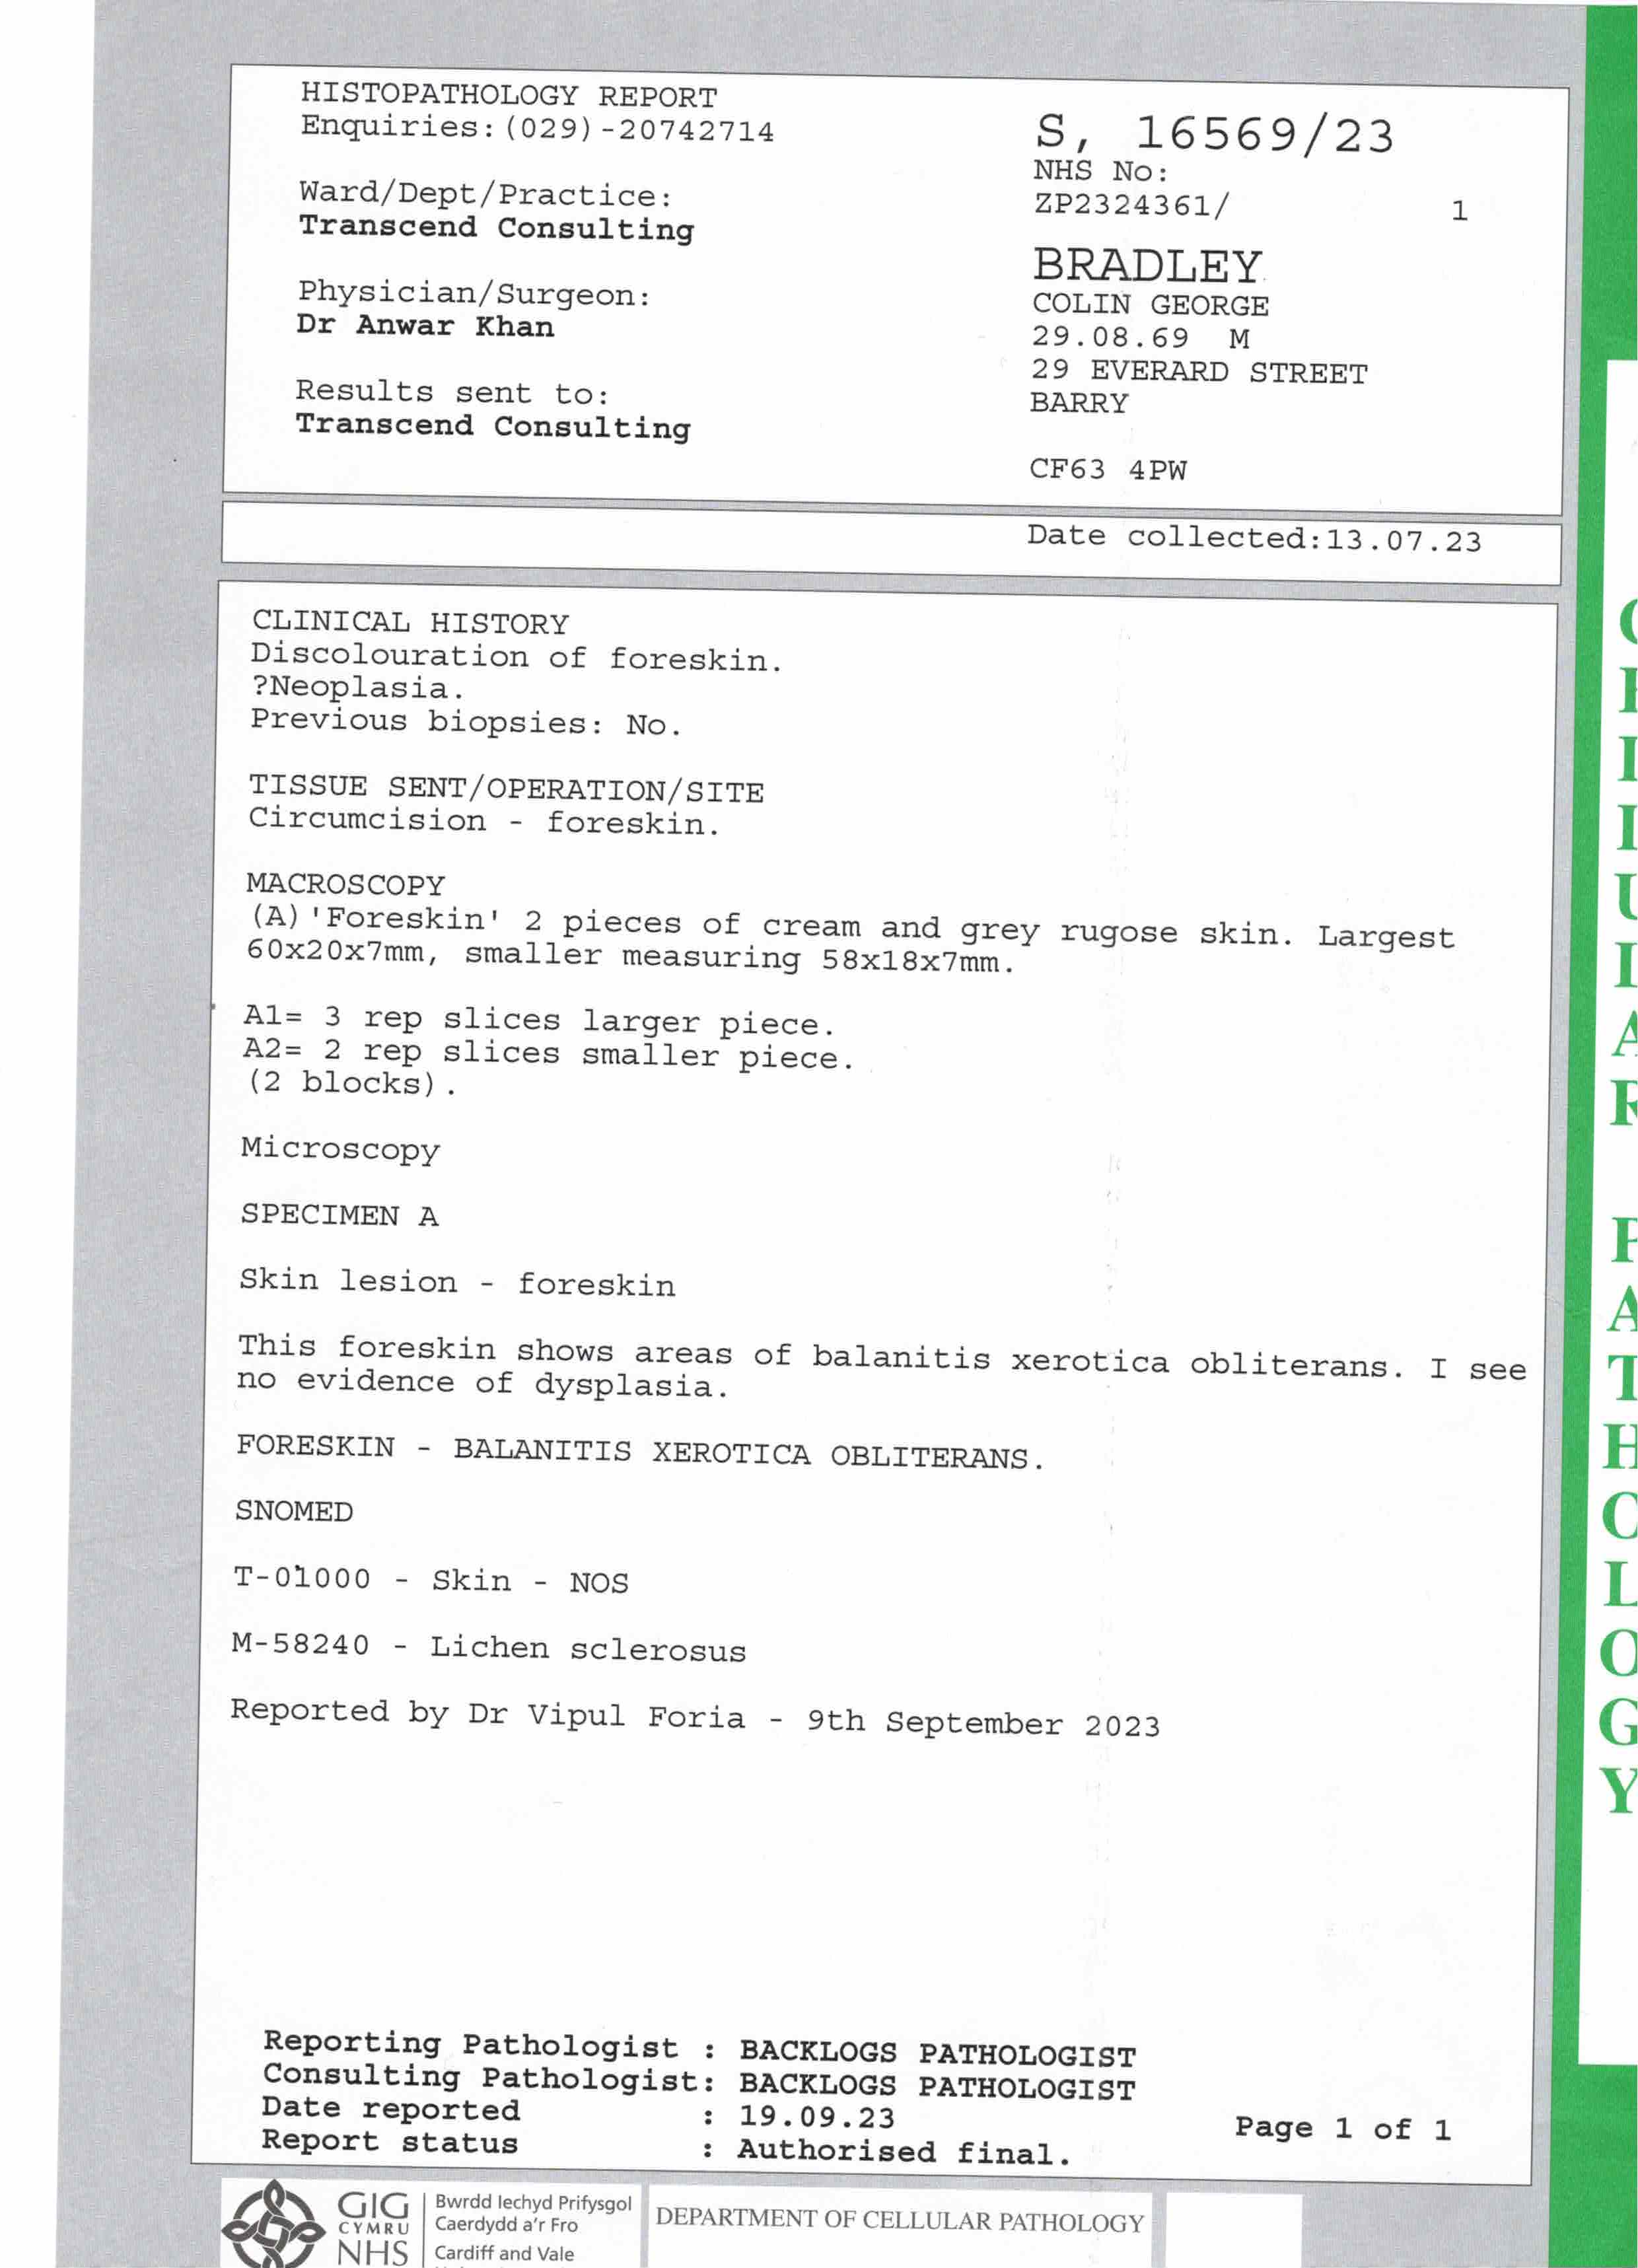 HISTOPATHOLOGY REPORT
Enquiries:(029)-20742714
Ward/Dept/Practice:
Transcend Consulting
Physician/Surgeon:
Dr Anwar Khan
Results sent to:
Transcend Consulting
S, 16569/23
NHS No:
ZP2324361/ 1
BRADLEY
COLIN GEORGE
29.08.69 M
29 EVERARD STREET
BARRY
CF63 4PW
Date collected:13.07.23
CLINICAL HISTORY
Discolouration of foreskin.
?Neoplasia.
Previous biopsies: No.
TISSUE SENT/OPERATION/SITE
Circumcision - foreskin.
MACROSCOPY
(A)'Foreskin' 2 pieces of cream and grey rugose skin. Largest
60x20x7mm, smaller measuring 58x18x7mm.
A1= 3 rep slices larger piece.
A2= 2 rep slices smaller piece.
(2 blocks).
Microscopy
SPECIMEN A
Skin lesion - foreskin
This foreskin shows areas of balanitis xerotica obliterans. I see
no evidence of dysplasia.
FORESKIN - BALANITIS XEROTICA OBLITERANS.
SNOMED
T-01000 - Skin - NOS
M-58240 - Lichen sclerosus
Reported by Dr Vipul Foria - 9th September 2023
Reporting Pathologist : BACKLOGS PATHOLOGIST
Consulting Pathologist: BACKLOGS PATHOLOGIST
Date reported : 19.09.23
Report status : Authorised final.
Page 1 of 1
GIG
CYMRU
NHS
Bwrdd Iechyd Prifysgol
Caerdydd a'r Fro
Cardiff and Vale
DEPARTMENT OF CELLULAR PATHOLOGY
PATHOLOGY